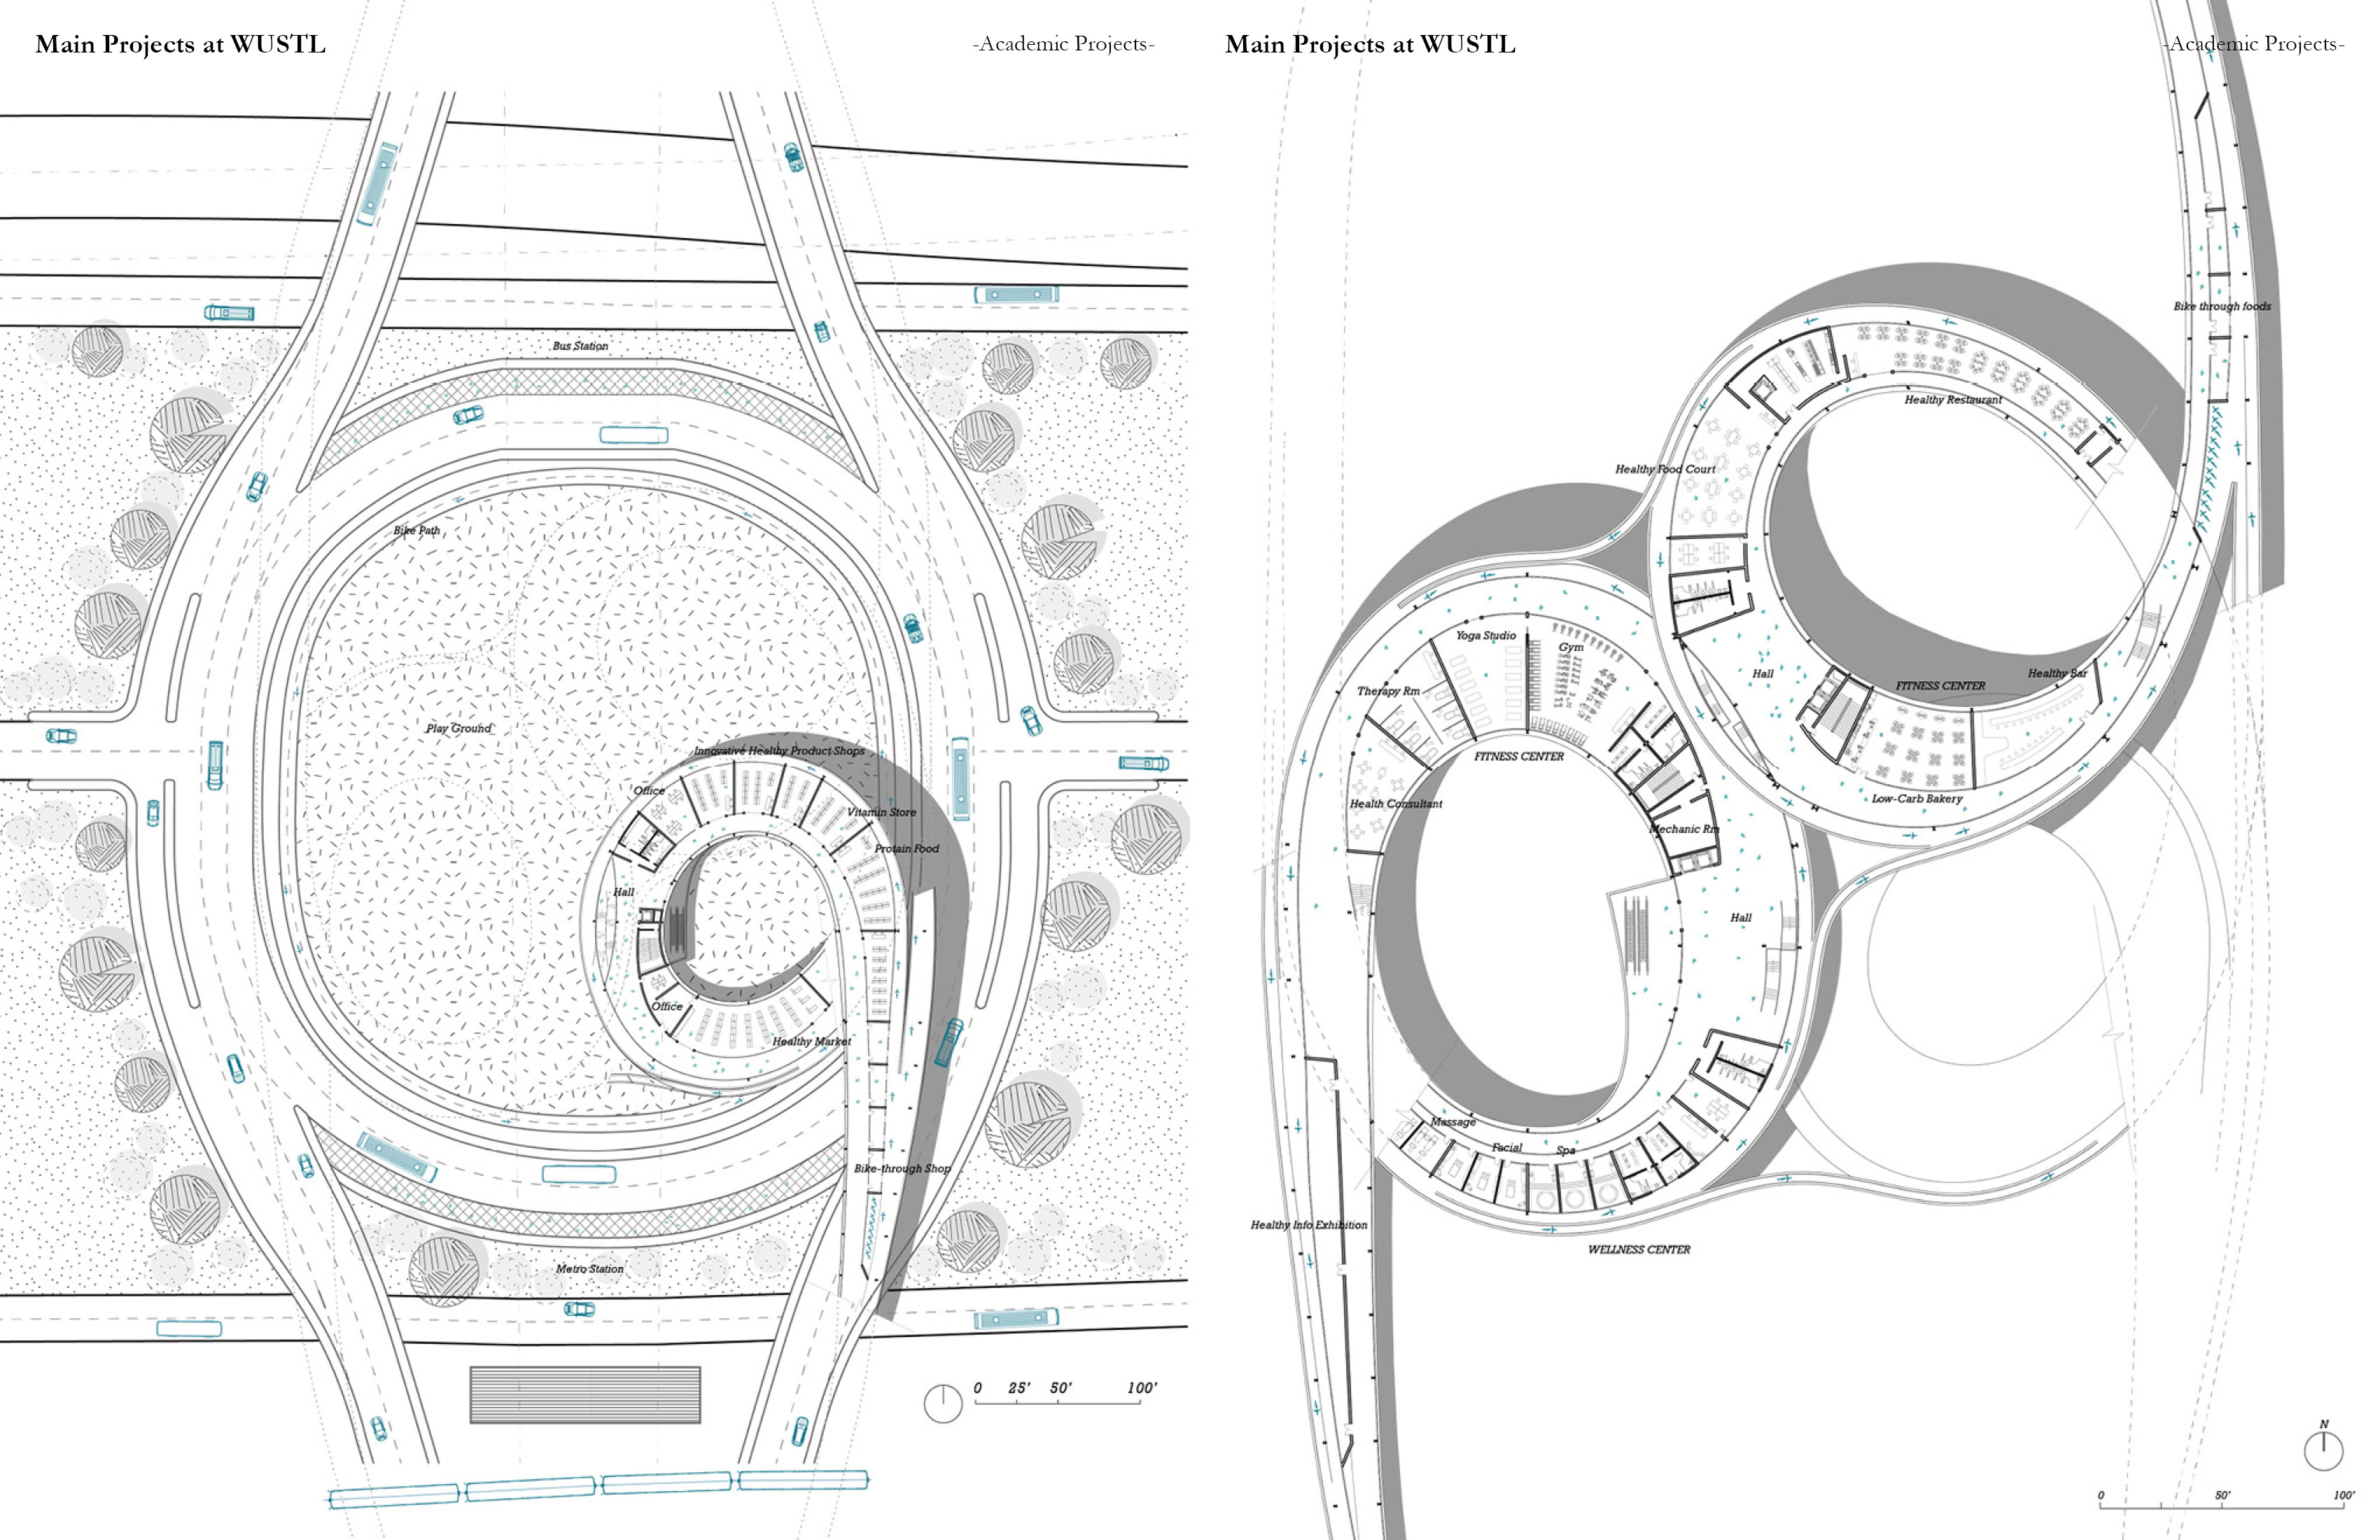 Main Projects at WUSTL
-Academic Projects-
Bus Station
Bike Path
Play Ground
Innovative Healthy Product Shops
Office
Vitamin Store
Protain Food
Hall
Office
Healthy Market
Bike-through Shop
Metro Station
0 25' 50' 100'
Main Projects at WUSTL
-Academic Projects-
Bike through foods
Healthy Restaurant
Healthy Food Court
Yoga Studio
Gym
Therapy Rm
Hall
Healthy Bar
FITNESS CENTER
FITNESS CENTER
Health Consultant
Low-Carb Bakery
Mechanic Rm
Hall
Massage
Facial
Spa
Healthy Info Exhibition
WELLNESS CENTER
N
0 50' 100'